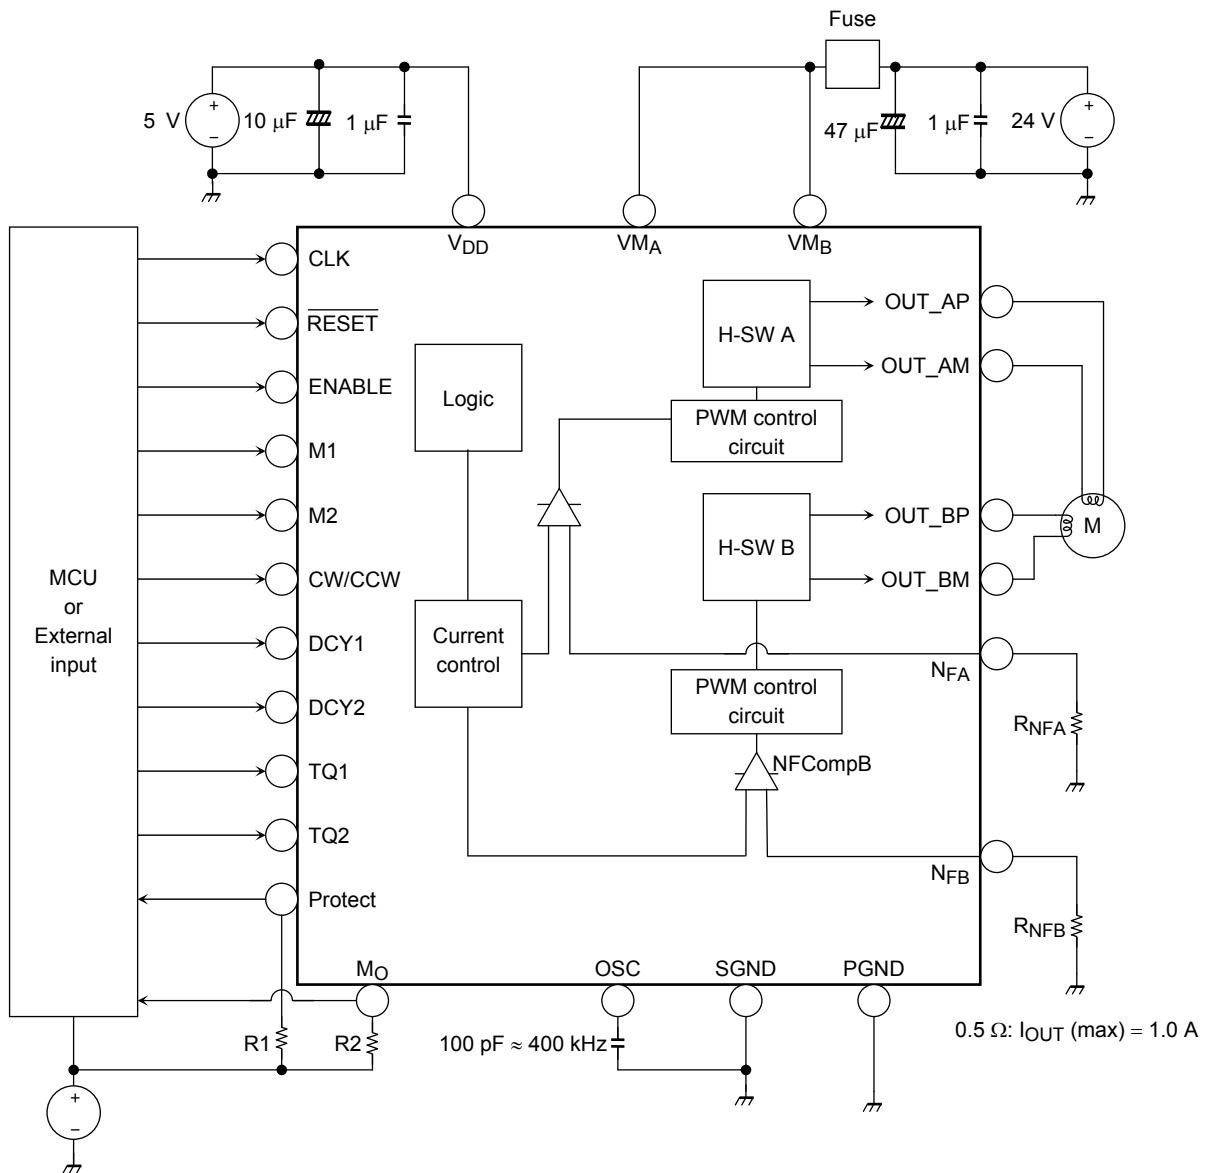 Fuse
5 V
10 μF
1 μF
47 μF
1 μF
24 V
+
−
+
−
VDD
VMA
VMB
MCU
or
External
input
CLK
RESET
ENABLE
M1
M2
CW/CCW
DCY1
DCY2
TQ1
TQ2
Protect
Logic
Current
control
H-SW A
PWM control
circuit
H-SW B
PWM control
circuit
NFCompB
OUT_AP
OUT_AM
OUT_BP
OUT_BM
M
NFA
RNFA
NFB
RNFB
MO
OSC
SGND
PGND
R1
R2
100 pF ≈ 400 kHz
0.5 Ω: IOUT (max) = 1.0 A
+
−